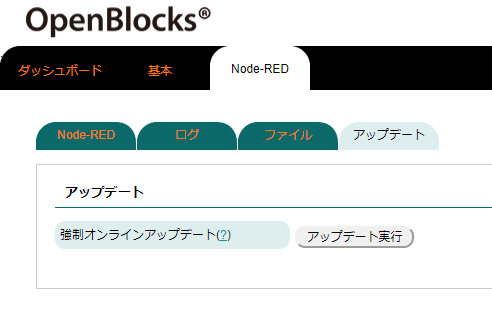 OpenBlocks®
ダッシュボード 基本 Node-RED
Node-RED ログ ファイル アップデート
アップデート
強制オンラインアップデート(?) アップデート実行